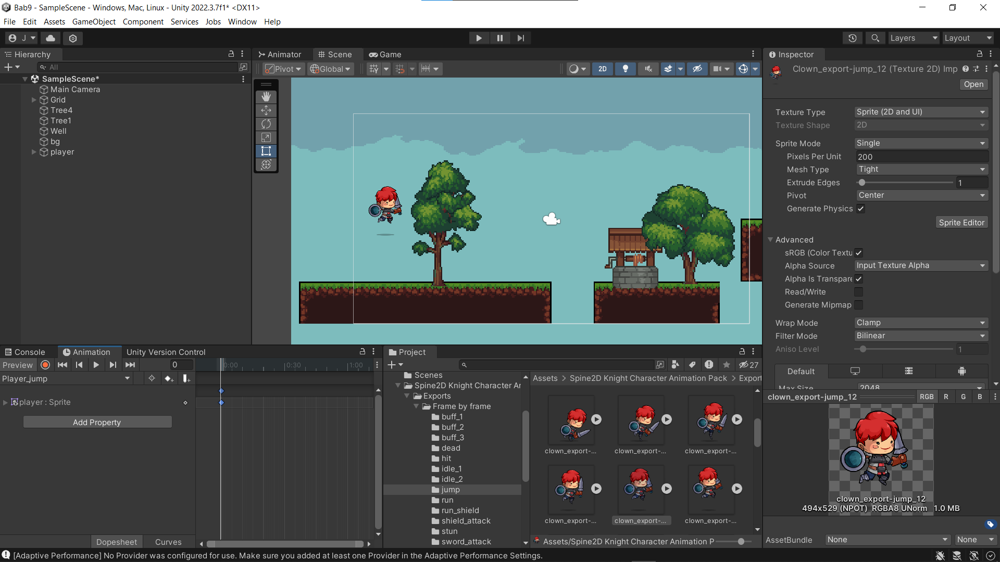 Bab9 - SampleScene - Windows, Mac, Linux - Unity 2022.3.7f1* <DX11>
File Edit Assets GameObject Component Services Jobs Window Help
J
Layers
Layout
Hierarchy
All
SampleScene*
Main Camera
Grid
Tree4
Tree1
Well
bg
player
Animator
Scene
Game
Pivot
Global
2D
Inspector
Clown_export-jump_12 (Texture 2D) Imp
Open
Texture Type
Sprite (2D and UI)
Texture Shape
2D
Sprite Mode
Single
Pixels Per Unit
200
Mesh Type
Tight
Extrude Edges
1
Pivot
Center
Generate Physics
Sprite Editor
Advanced
sRGB (Color Textu
Alpha Source
Input Texture Alpha
Alpha Is Transpare
Read/Write
Generate Mipmap
Wrap Mode
Clamp
Filter Mode
Bilinear
Aniso Level
1
Default
Max Size
2048
clown_export-jump_12
RGB R G B
clown_export-jump_12
494x529 (NPOT) RGBA8 UNorm 1.0 MB
AssetBundle
None
None
Console
Animation
Unity Version Control
Preview
0
0:00
0:30
1:00
Player_jump
player : Sprite
Add Property
Dopesheet
Curves
Project
27
Scenes
Spine2D Knight Character Ar
Exports
Frame by frame
buff_1
buff_2
buff_3
dead
hit
idle_1
idle_2
jump
run
run_shield
shield_attack
stun
sword_attack
Assets > Spine2D Knight Character Animation Pack > Export
clown_export-...
clown_export-...
clown_export-...
clown_export-...
clown_export-...
clown_export-...
Assets/Spine2D Knight Character Animation P
[Adaptive Performance] No Provider was configured for use. Make sure you added at least one Provider in the Adaptive Performance Settings.